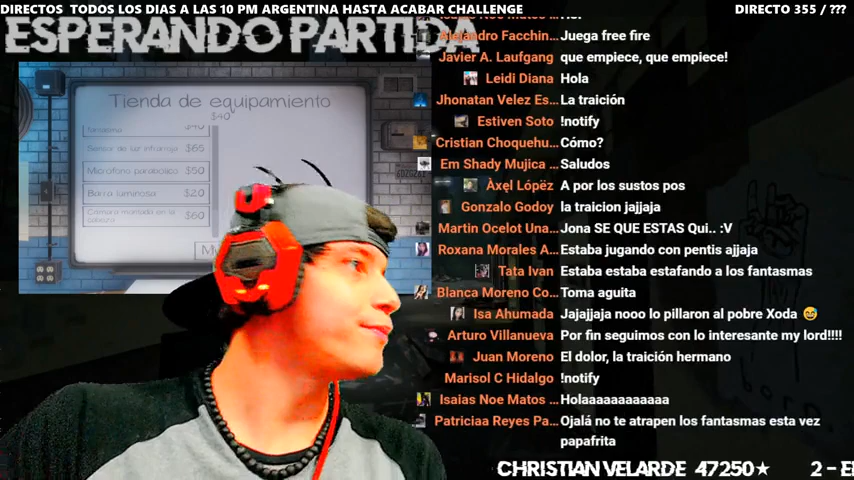 DIRECTOS TODOS LOS DIAS A LAS 10 PM ARGENTINA HASTA ACABAR CHALLENGE
DIRECTO 355 / ???
ESPERANDO PARTIDA
Tienda de equipamiento
$40
Sensor de luz infrarroja $65
Micrófono parabólico $50
Barra luminosa $20
Cámara montada en la cabeza $60
Alejandro Facchin... Juega free fire
Javier A. Laufgang que empiece, que empiece!
Leidi Diana Hola
Jhonatan Velez Es... La traición
Estiven Soto !notify
Cristian Choquehu... Cómo?
Em Shady Mujica ... Saludos
Àxęl Lópëz A por los sustos pos
Gonzalo Godoy la traicion jajjaja
Martin Ocelot Una... Jona SE QUE ESTAS Qui.. :V
Roxana Morales A... Estaba jugando con pentis ajjaja
Tata Ivan Estaba estaba estafando a los fantasmas
Blanca Moreno Co... Toma aguita
Isa Ahumada Jajajjaja nooo lo pillaron al pobre Xoda 😅
Arturo Villanueva Por fin seguimos con lo interesante my lord!!!!
Juan Moreno El dolor, la traición hermano
Marisol C Hidalgo !notify
Isaias Noe Matos ... Holaaaaaaaaaaa
Patriciaa Reyes Pa... Ojalá no te atrapen los fantasmas esta vez
papafrita
CHRISTIAN VELARDE 47250★ 2 - E